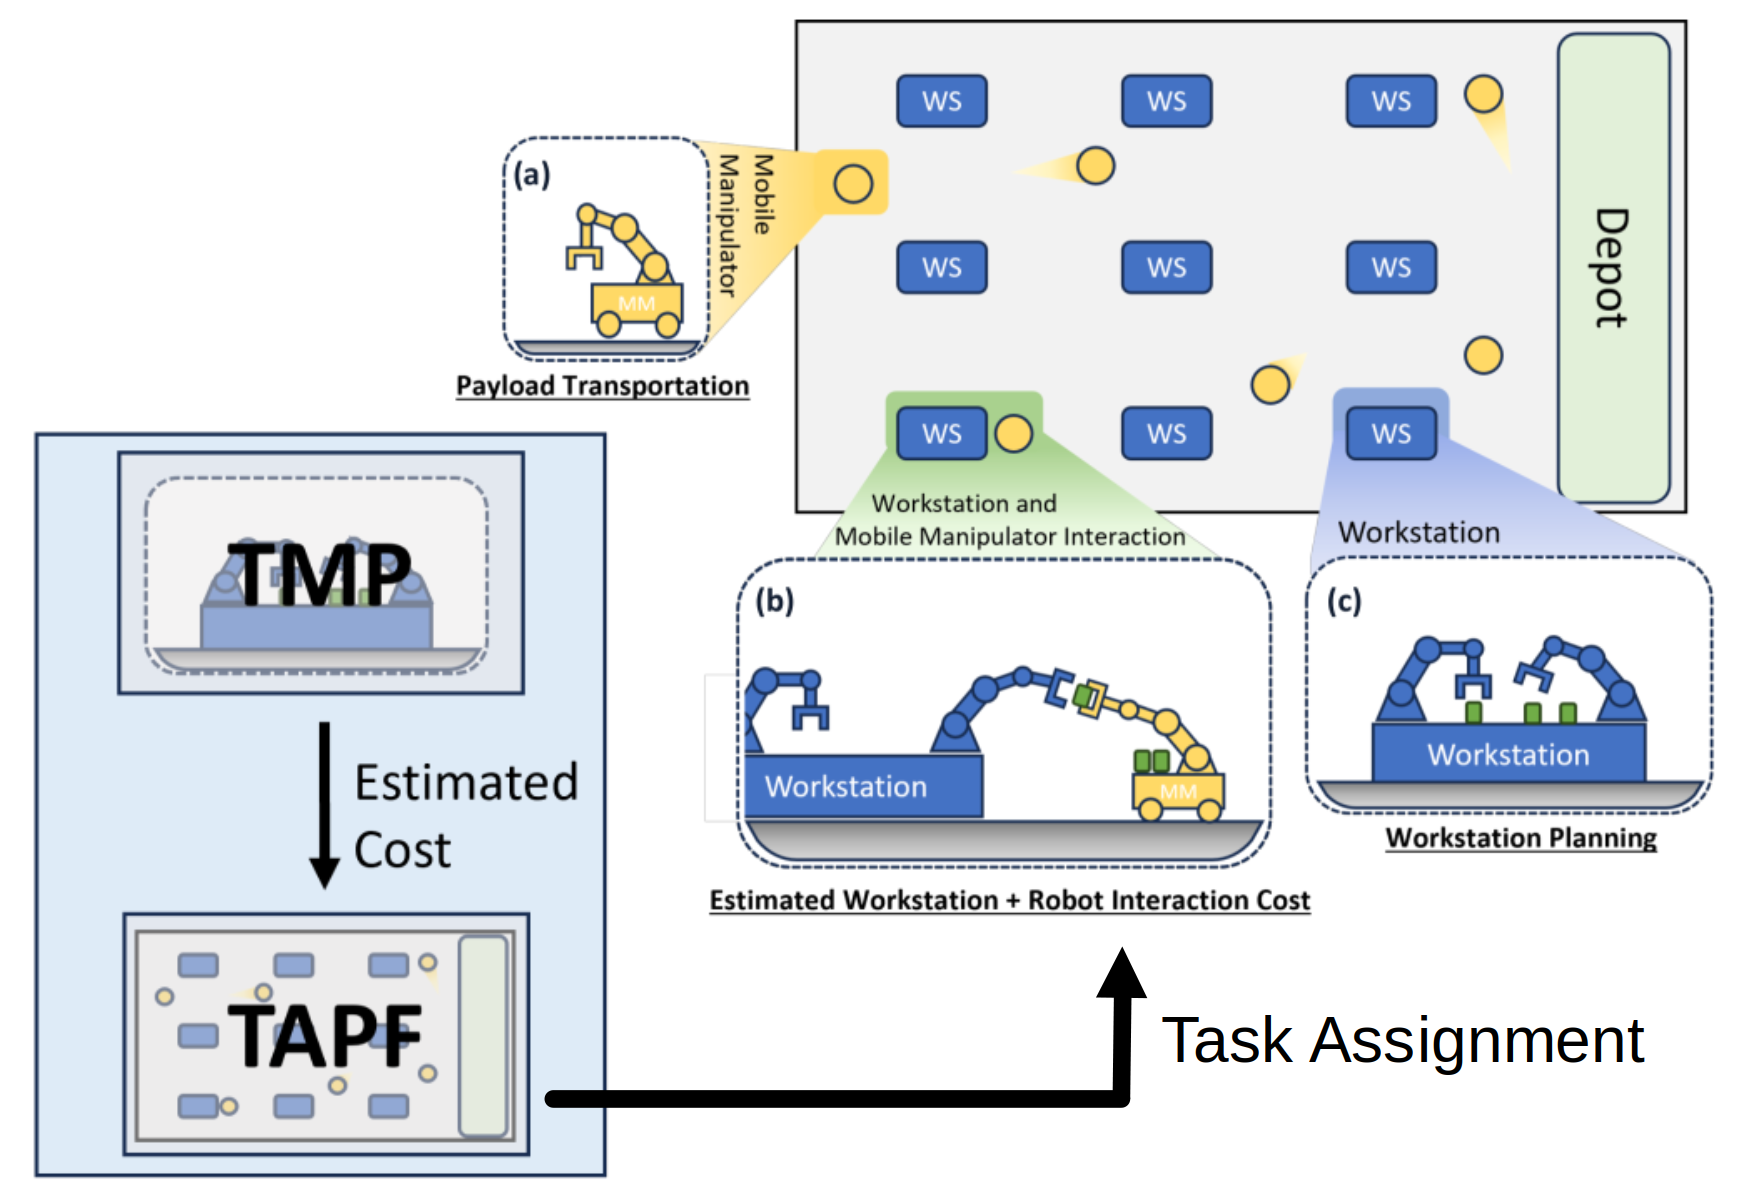 WS
WS
WS
(a)
Mobile
Manipulator
MM
Payload Transportation
WS
WS
WS
Depot
WS
WS
WS
Workstation and
Mobile Manipulator Interaction
Workstation
(b)
Workstation
MM
Estimated Workstation + Robot Interaction Cost
(c)
Workstation
Workstation Planning
TMP
Estimated
Cost
TAPF
Task Assignment